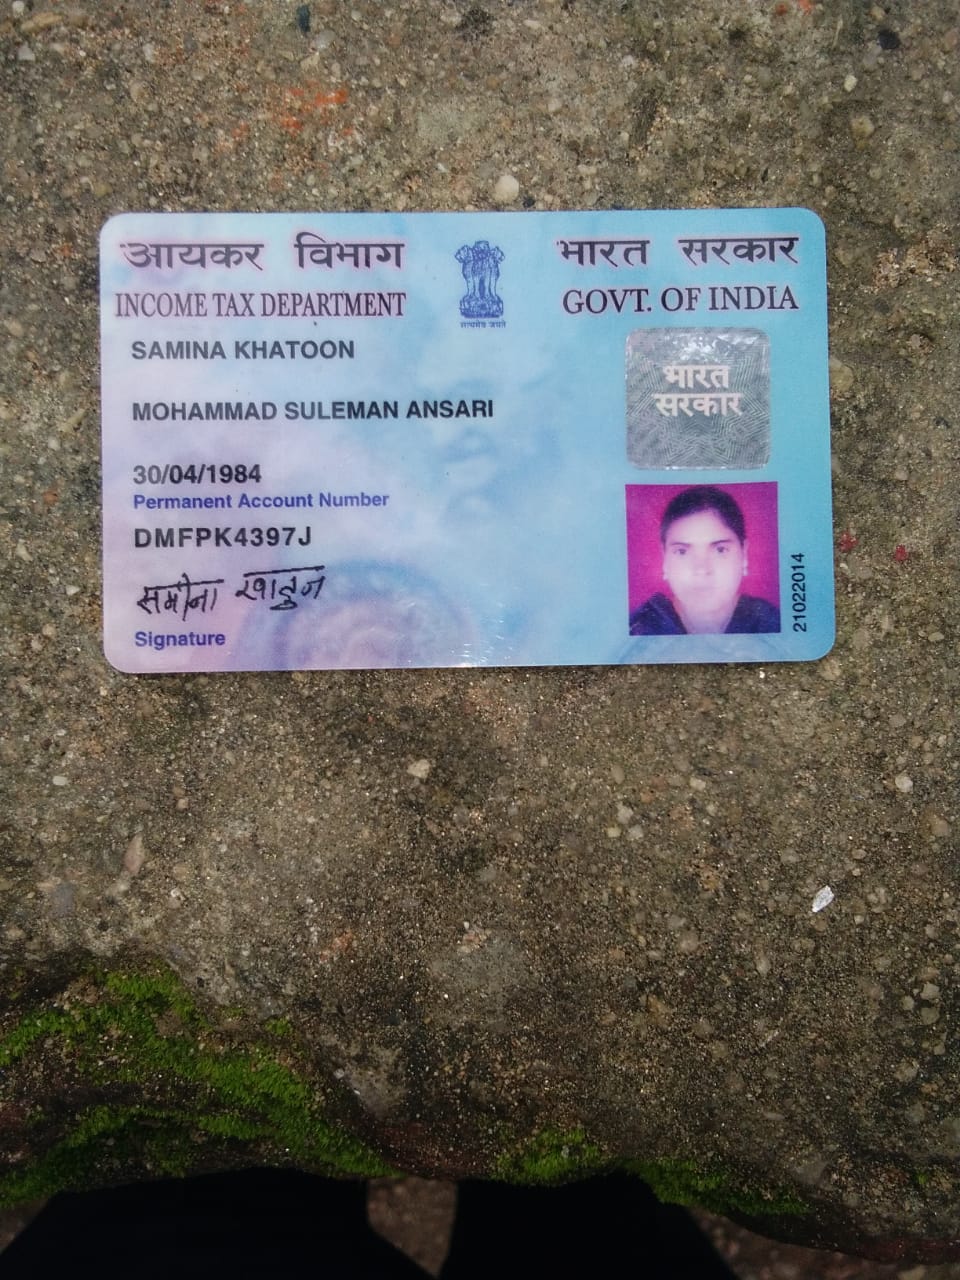 आयकर विभाग
INCOME TAX DEPARTMENT
सत्यमेव जयते
भारत सरकार
GOVT. OF INDIA
SAMINA KHATOON
MOHAMMAD SULEMAN ANSARI
30/04/1984
Permanent Account Number
DMFPK4397J
समीना खातुन
Signature
भारत
सरकार
21022014